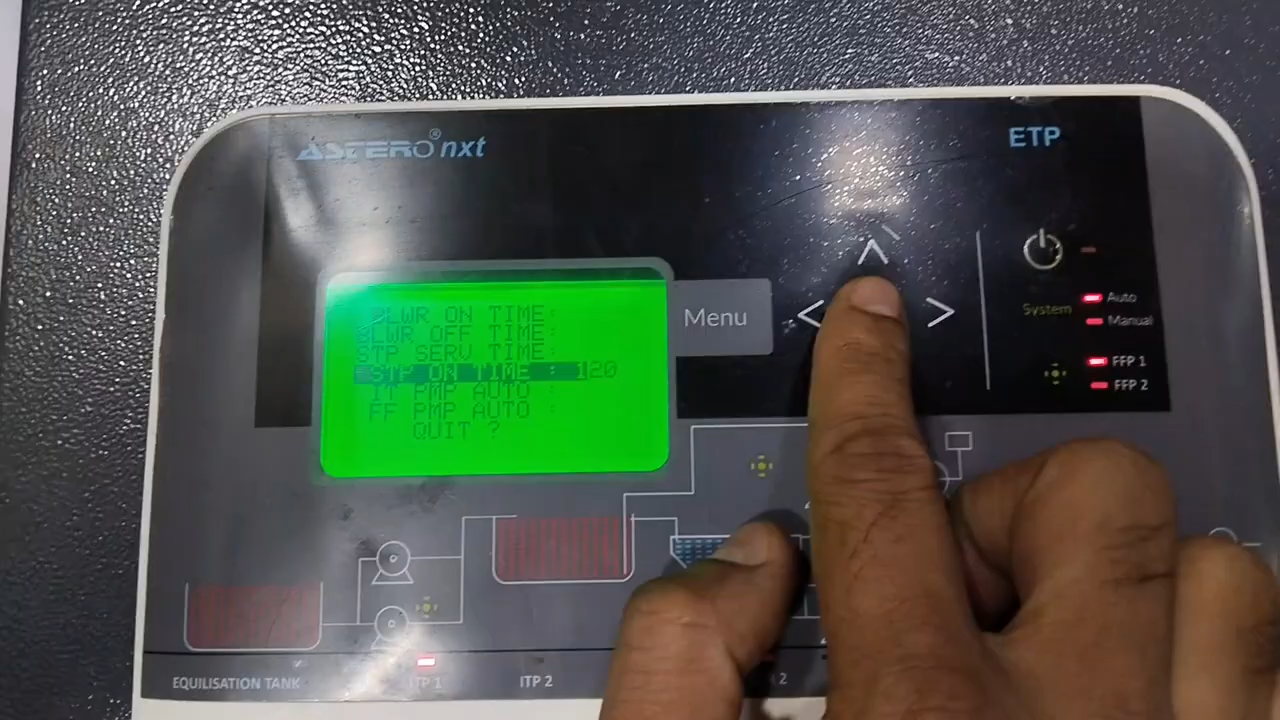 ASTERO® nxt
ETP
BLWR ON TIME:
BLWR OFF TIME:
STP SERV TIME:
STP ON TIME : 120
IT PMP AUTO :
FF PMP AUTO :
QUIT ?
Menu
System
Auto
Manual
FFP 1
FFP 2
EQUILISATION TANK
ITP 1
ITP 2
2